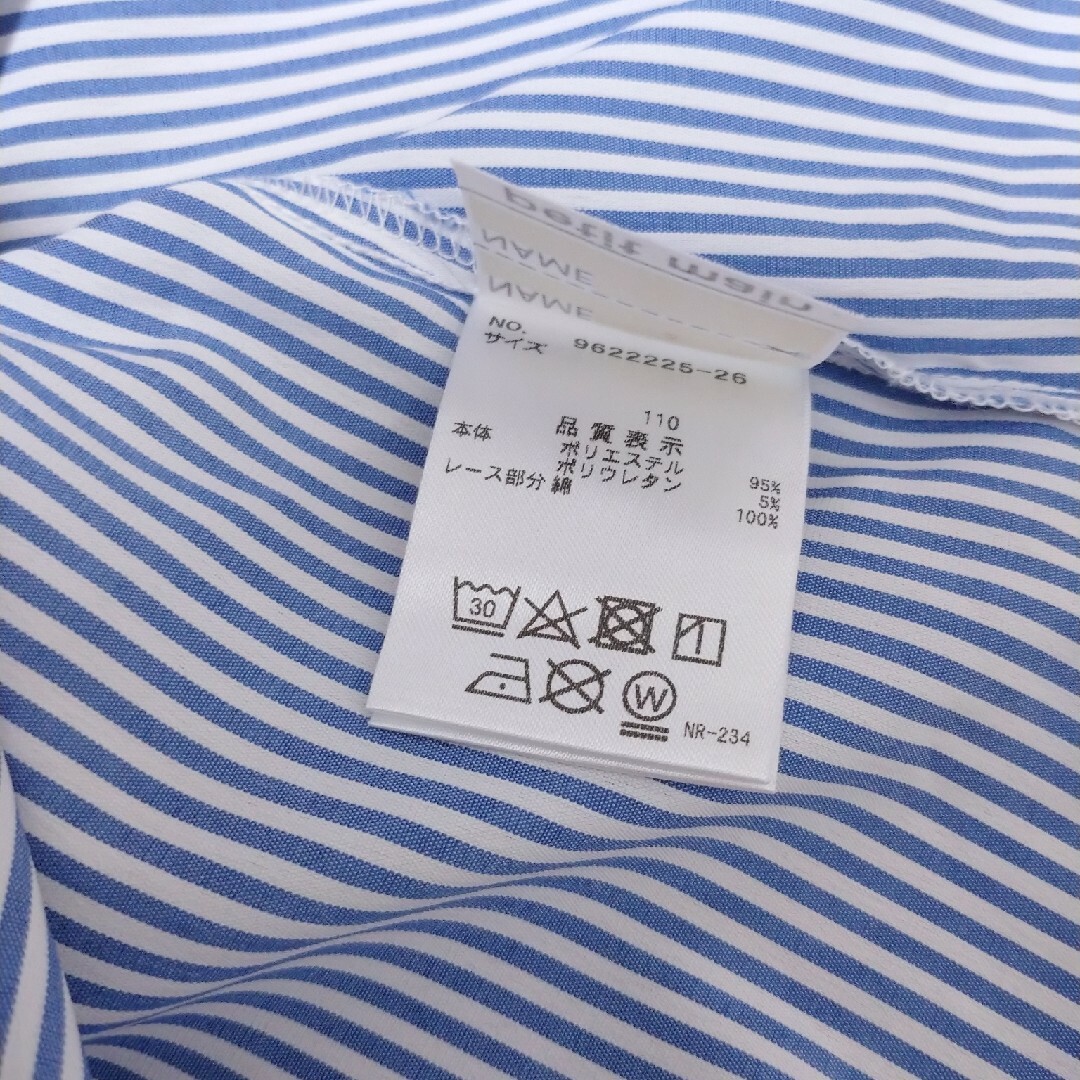 petit main
NAME
NAME
NO. 9622225-26
サイズ
110
品質表示
本体 ポリエステル 95%
ポリウレタン 5%
レース部分 綿 100%
30
W
NR-234